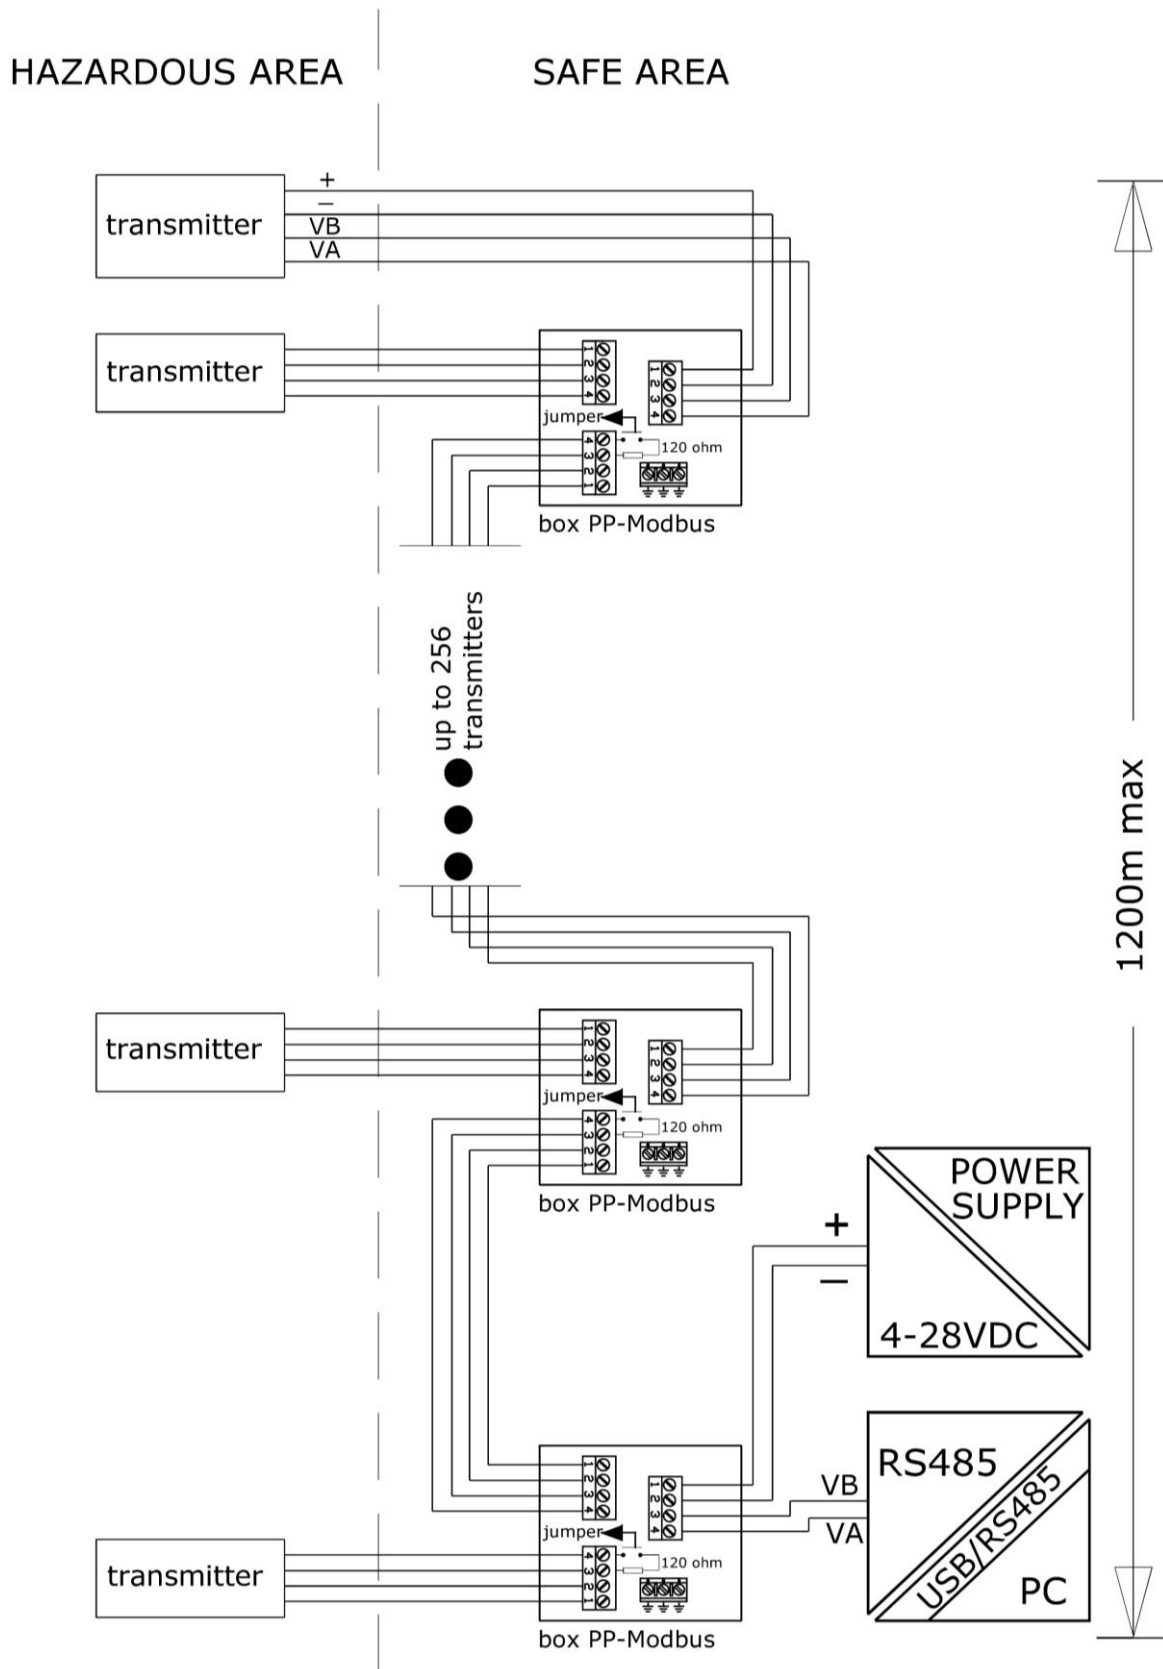 HAZARDOUS AREA
SAFE AREA
transmitter
+
−
VB
VA
transmitter
1
2
3
4
1
2
3
4
jumper
4
3
2
1
120 ohm
box PP-Modbus
up to 256
transmitters
1200m max
transmitter
1
2
3
4
1
2
3
4
jumper
4
3
2
1
120 ohm
box PP-Modbus
POWER
SUPPLY
+
−
4-28VDC
1
2
3
4
1
2
3
4
VB
VA
RS485
USB/RS485
PC
transmitter
jumper
4
3
2
1
120 ohm
box PP-Modbus